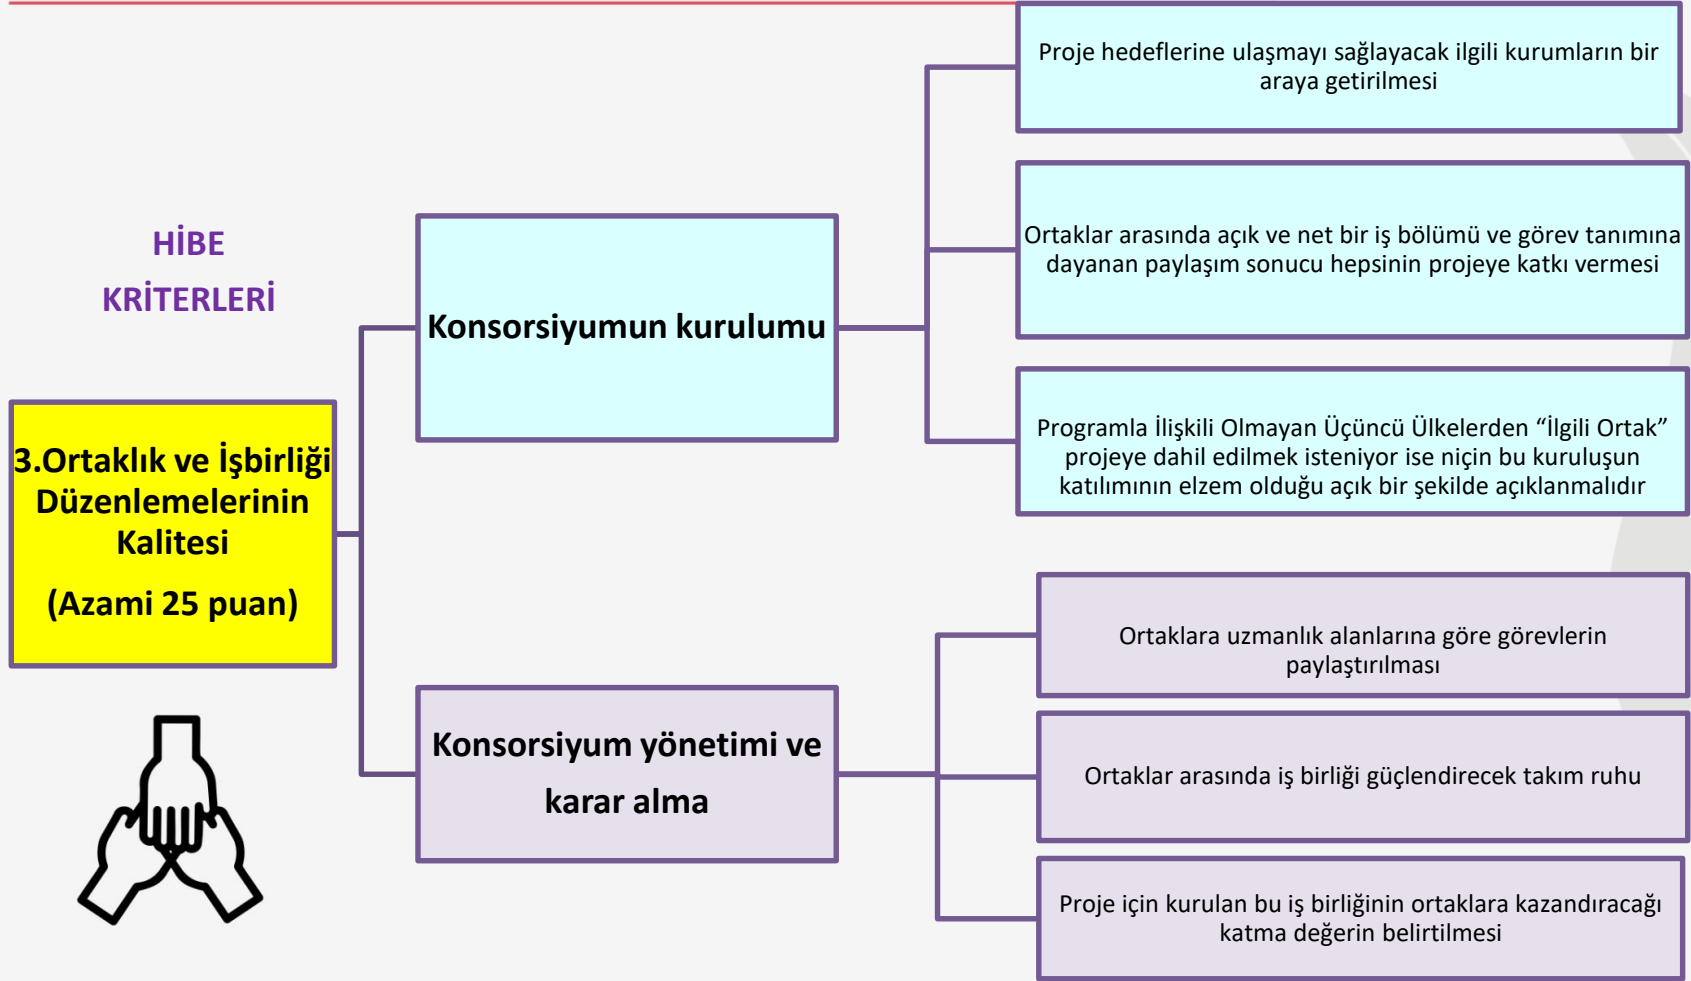 HİBE
KRİTERLERİ
3.Ortaklık ve İşbirliği
Düzenlemelerinin
Kalitesi
(Azami 25 puan)
Konsorsiyumun kurulumu
Proje hedeflerine ulaşmayı sağlayacak ilgili kurumların bir
araya getirilmesi
Ortaklar arasında açık ve net bir iş bölümü ve görev tanımına
dayanan paylaşım sonucu hepsinin projeye katkı vermesi
Programla İlişkili Olmayan Üçüncü Ülkelerden “İlgili Ortak”
projeye dahil edilmek isteniyor ise niçin bu kuruluşun
katılımının elzem olduğu açık bir şekilde açıklanmalıdır
Konsorsiyum yönetimi ve
karar alma
Ortaklara uzmanlık alanlarına göre görevlerin
paylaştırılması
Ortaklar arasında iş birliği güçlendirecek takım ruhu
Proje için kurulan bu iş birliğinin ortaklara kazandıracağı
katma değerin belirtilmesi